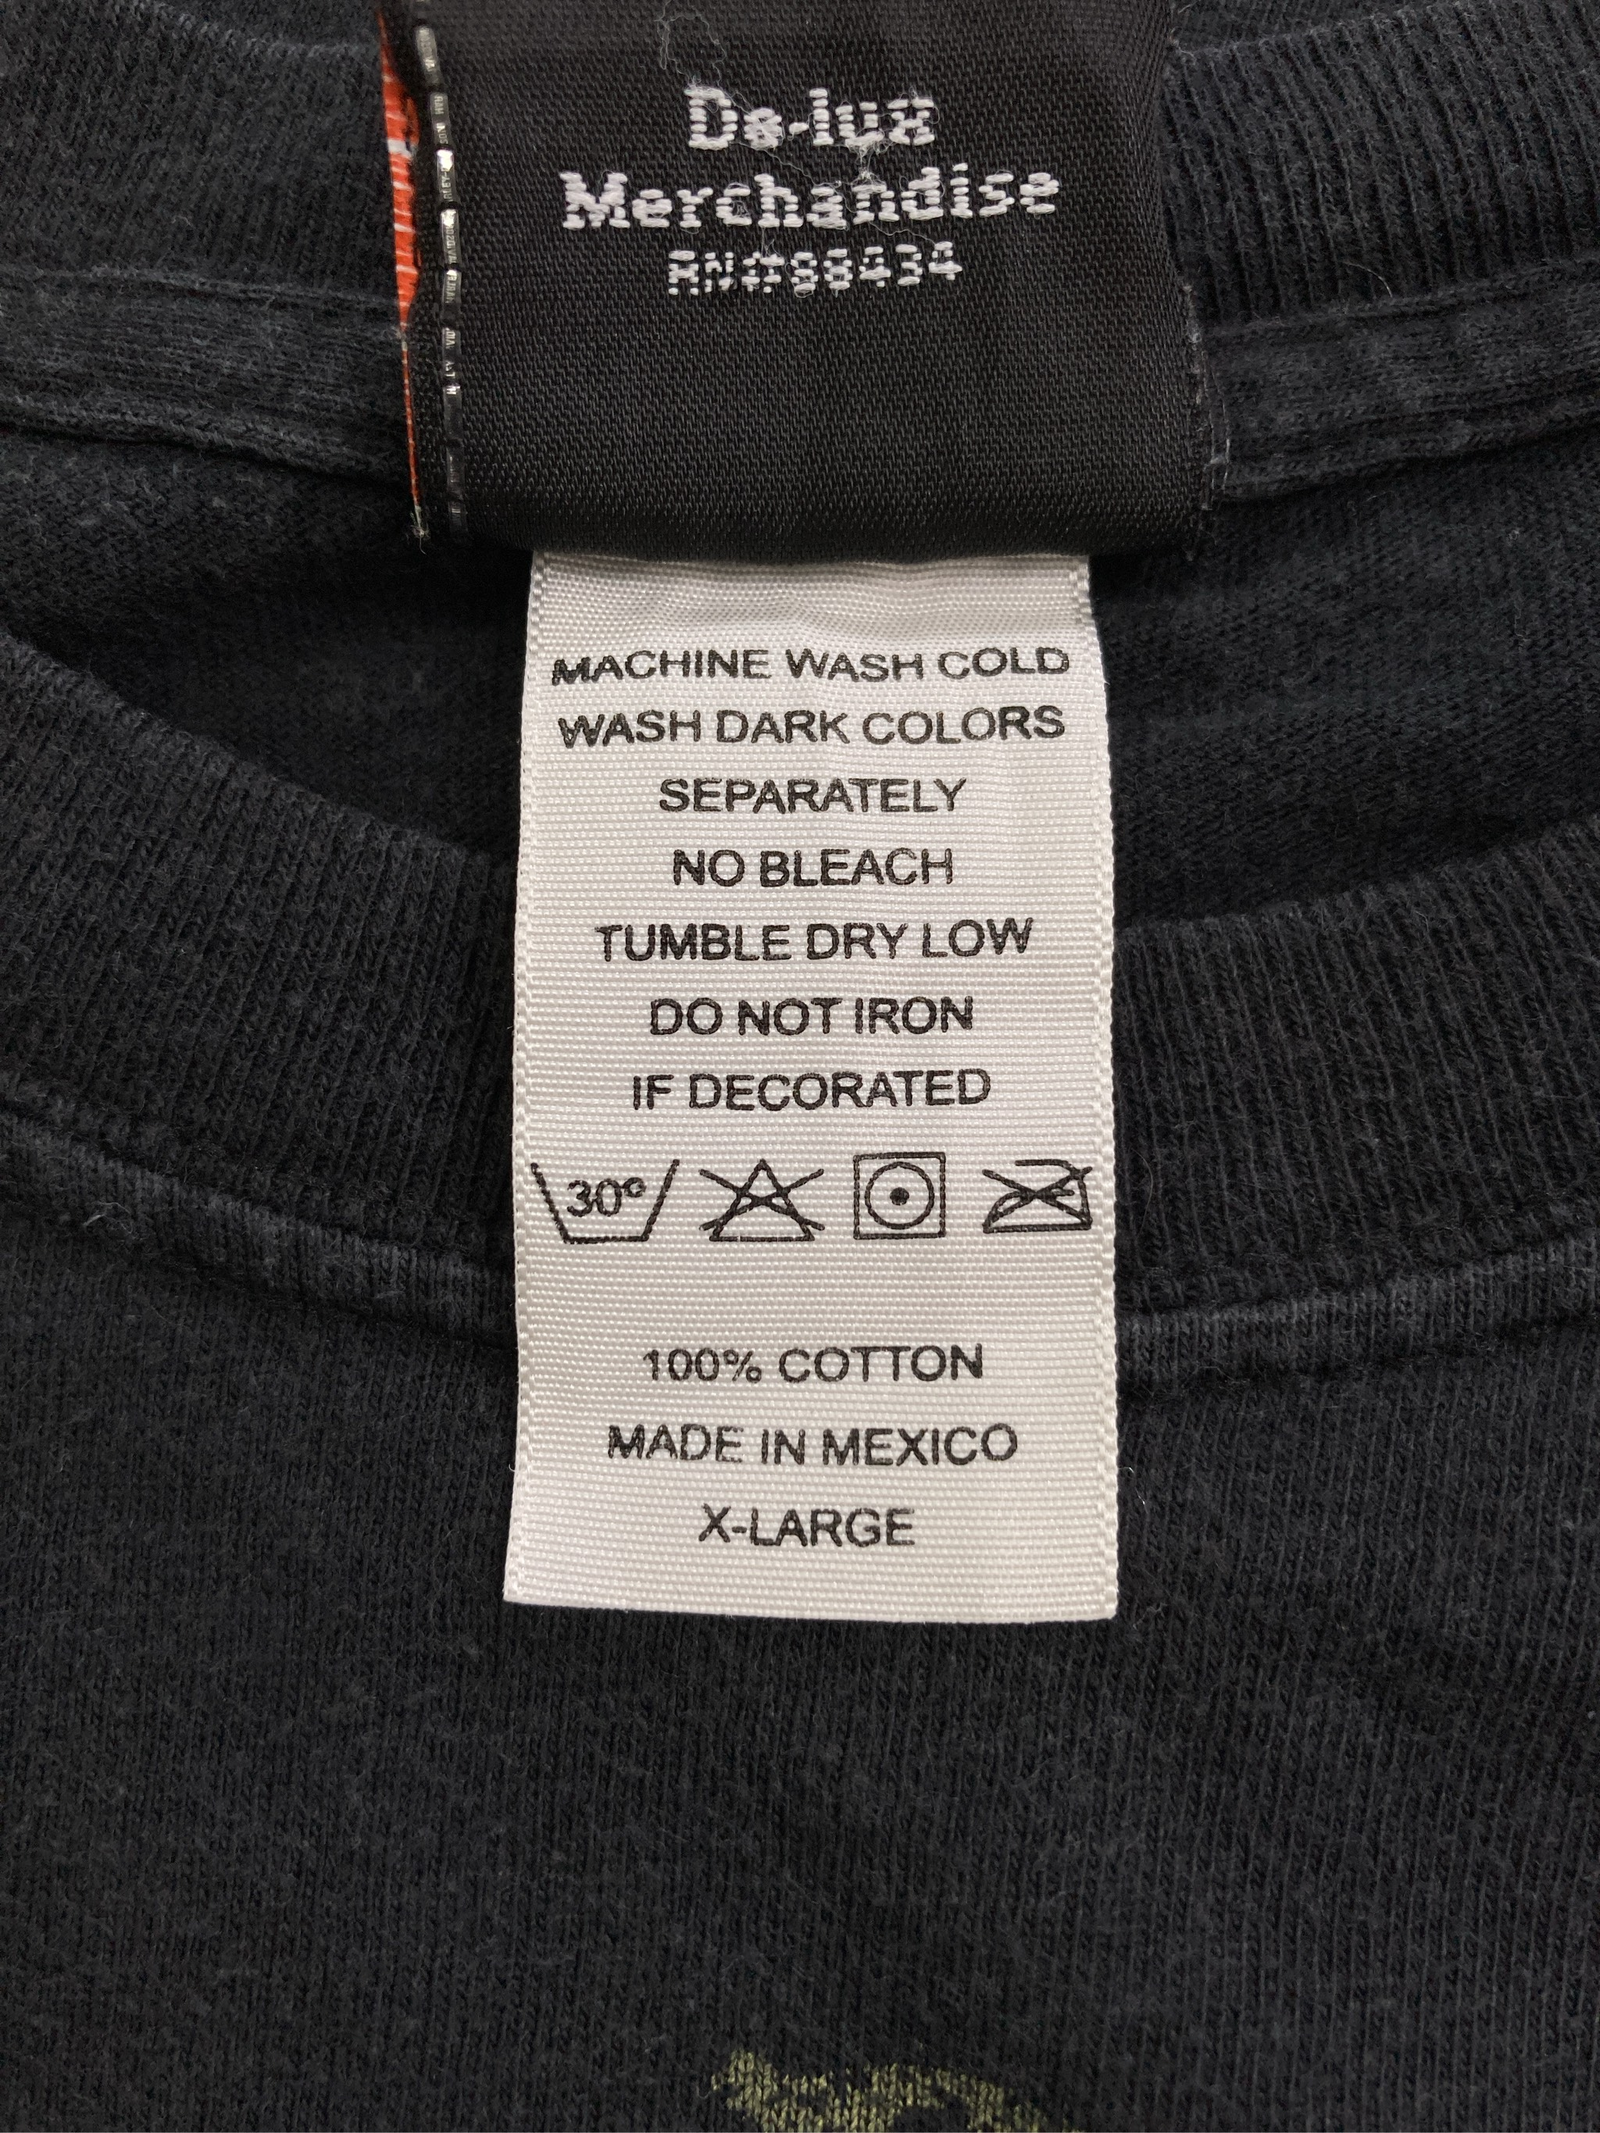 De-lux
Merchandise
RN#98434
MACHINE WASH COLD
WASH DARK COLORS
SEPARATELY
NO BLEACH
TUMBLE DRY LOW
DO NOT IRON
IF DECORATED
30°
100% COTTON
MADE IN MEXICO
X-LARGE